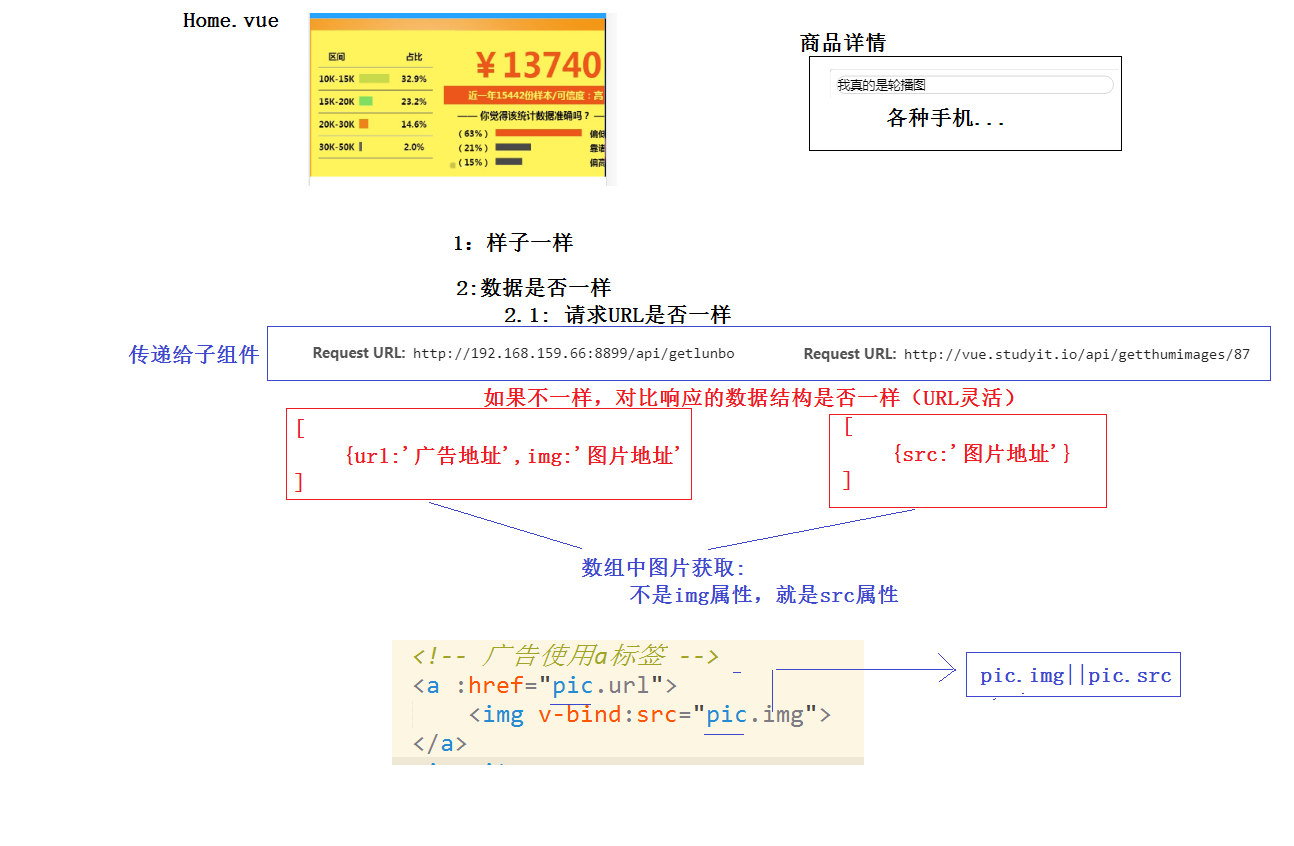 Home.vue
区间 占比
10K-15K 32.9%
15K-20K 23.2%
20K-30K 14.6%
30K-50K 2.0%
￥13740
近一年15442份样本/可信度：高
—— 你觉得该统计数据准确吗？—
(63%) 偏低
(21%) 靠谱
(15%) 偏高
商品详情
我真的是轮播图
各种手机...
1：样子一样
2:数据是否一样
2.1: 请求URL是否一样
传递给子组件
Request URL: http://192.168.159.66:8899/api/getlunbo
Request URL: http://vue.studyit.io/api/getthumimages/87
如果不一样，对比响应的数据结构是否一样（URL灵活）
[
{url:'广告地址',img:'图片地址'
]
[
{src:'图片地址'}
]
数组中图片获取:
不是img属性，就是src属性
<!-- 广告使用a标签 -->
<a :href="pic.url">
<img v-bind:src="pic.img">
</a>
pic.img||pic.src